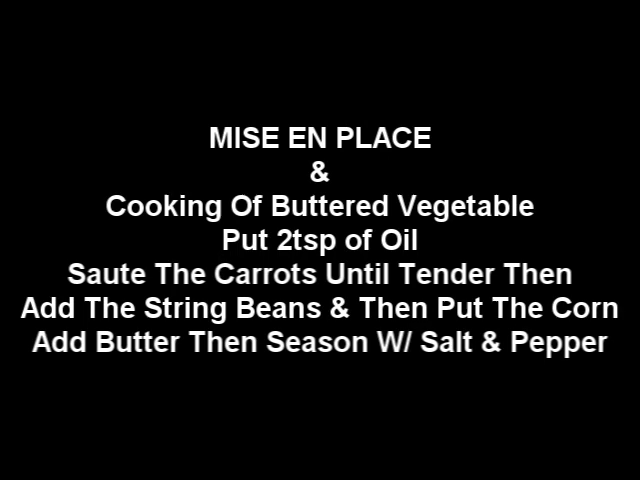 MISE EN PLACE
&
Cooking Of Buttered Vegetable
Put 2tsp of Oil
Saute The Carrots Until Tender Then
Add The String Beans & Then Put The Corn
Add Butter Then Season W/ Salt & Pepper